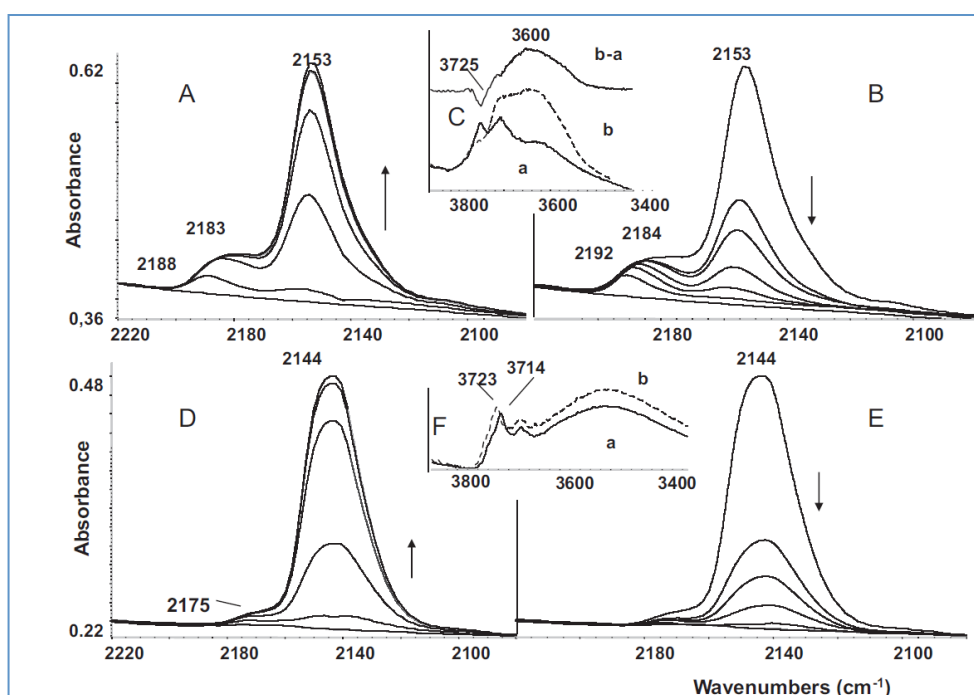 3600
2153 3725 b-a 2153
0.62 A B
C b
2183 a
2184
2188 3800 3600 3400 2192
Absorbance
0,36
2220 2180 2140 2100 2180 2140 2100
2144 2144
3723 3714
0.48 b
D F E
a
3800 3600 3400
Absorbance
2175
0.22
2220 2180 2140 2100 2180 2140 2100
Wavenumbers (cm-1)